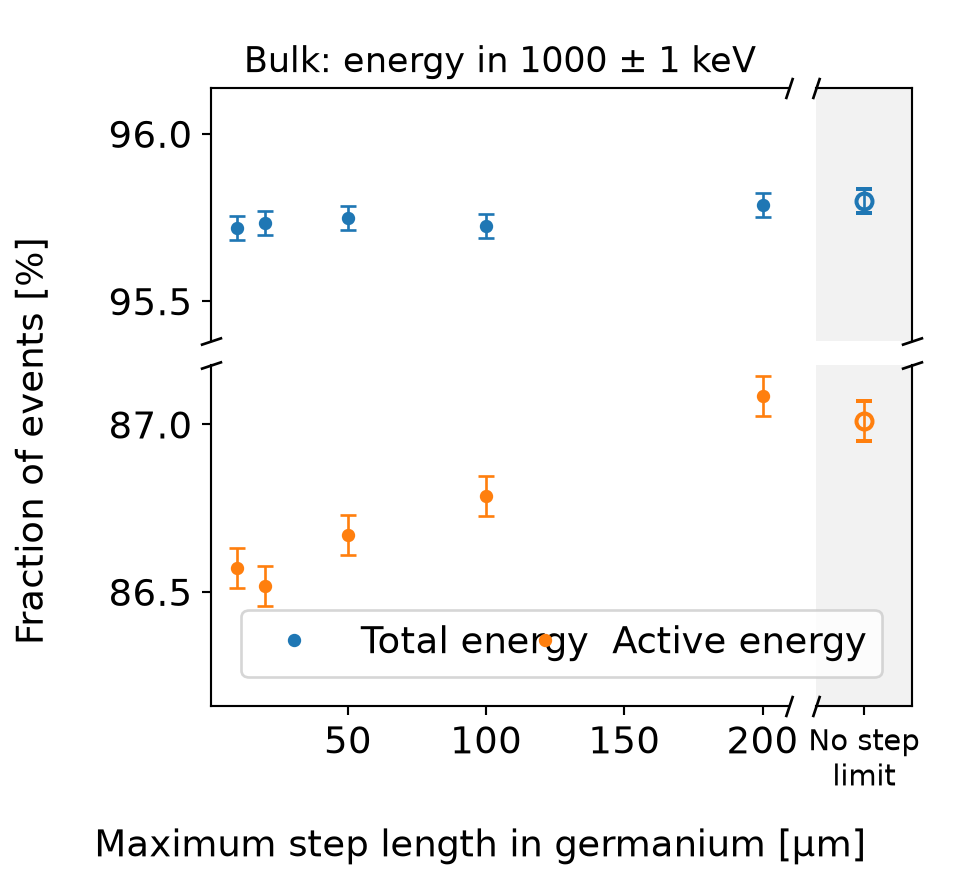 Bulk: energy in 1000 ± 1 keV
Fraction of events [%]
96.0
95.5
87.0
86.5
Total energy
Active energy
50 100 150 200 No step
limit
Maximum step length in germanium [µm]